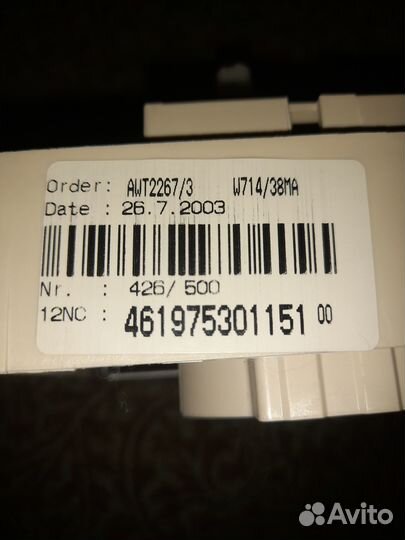 Order: AWT2267/3 W714/38MA
Date : 26.7.2003
Nr. : 426/500
12NC : 461975301151 00
Avito